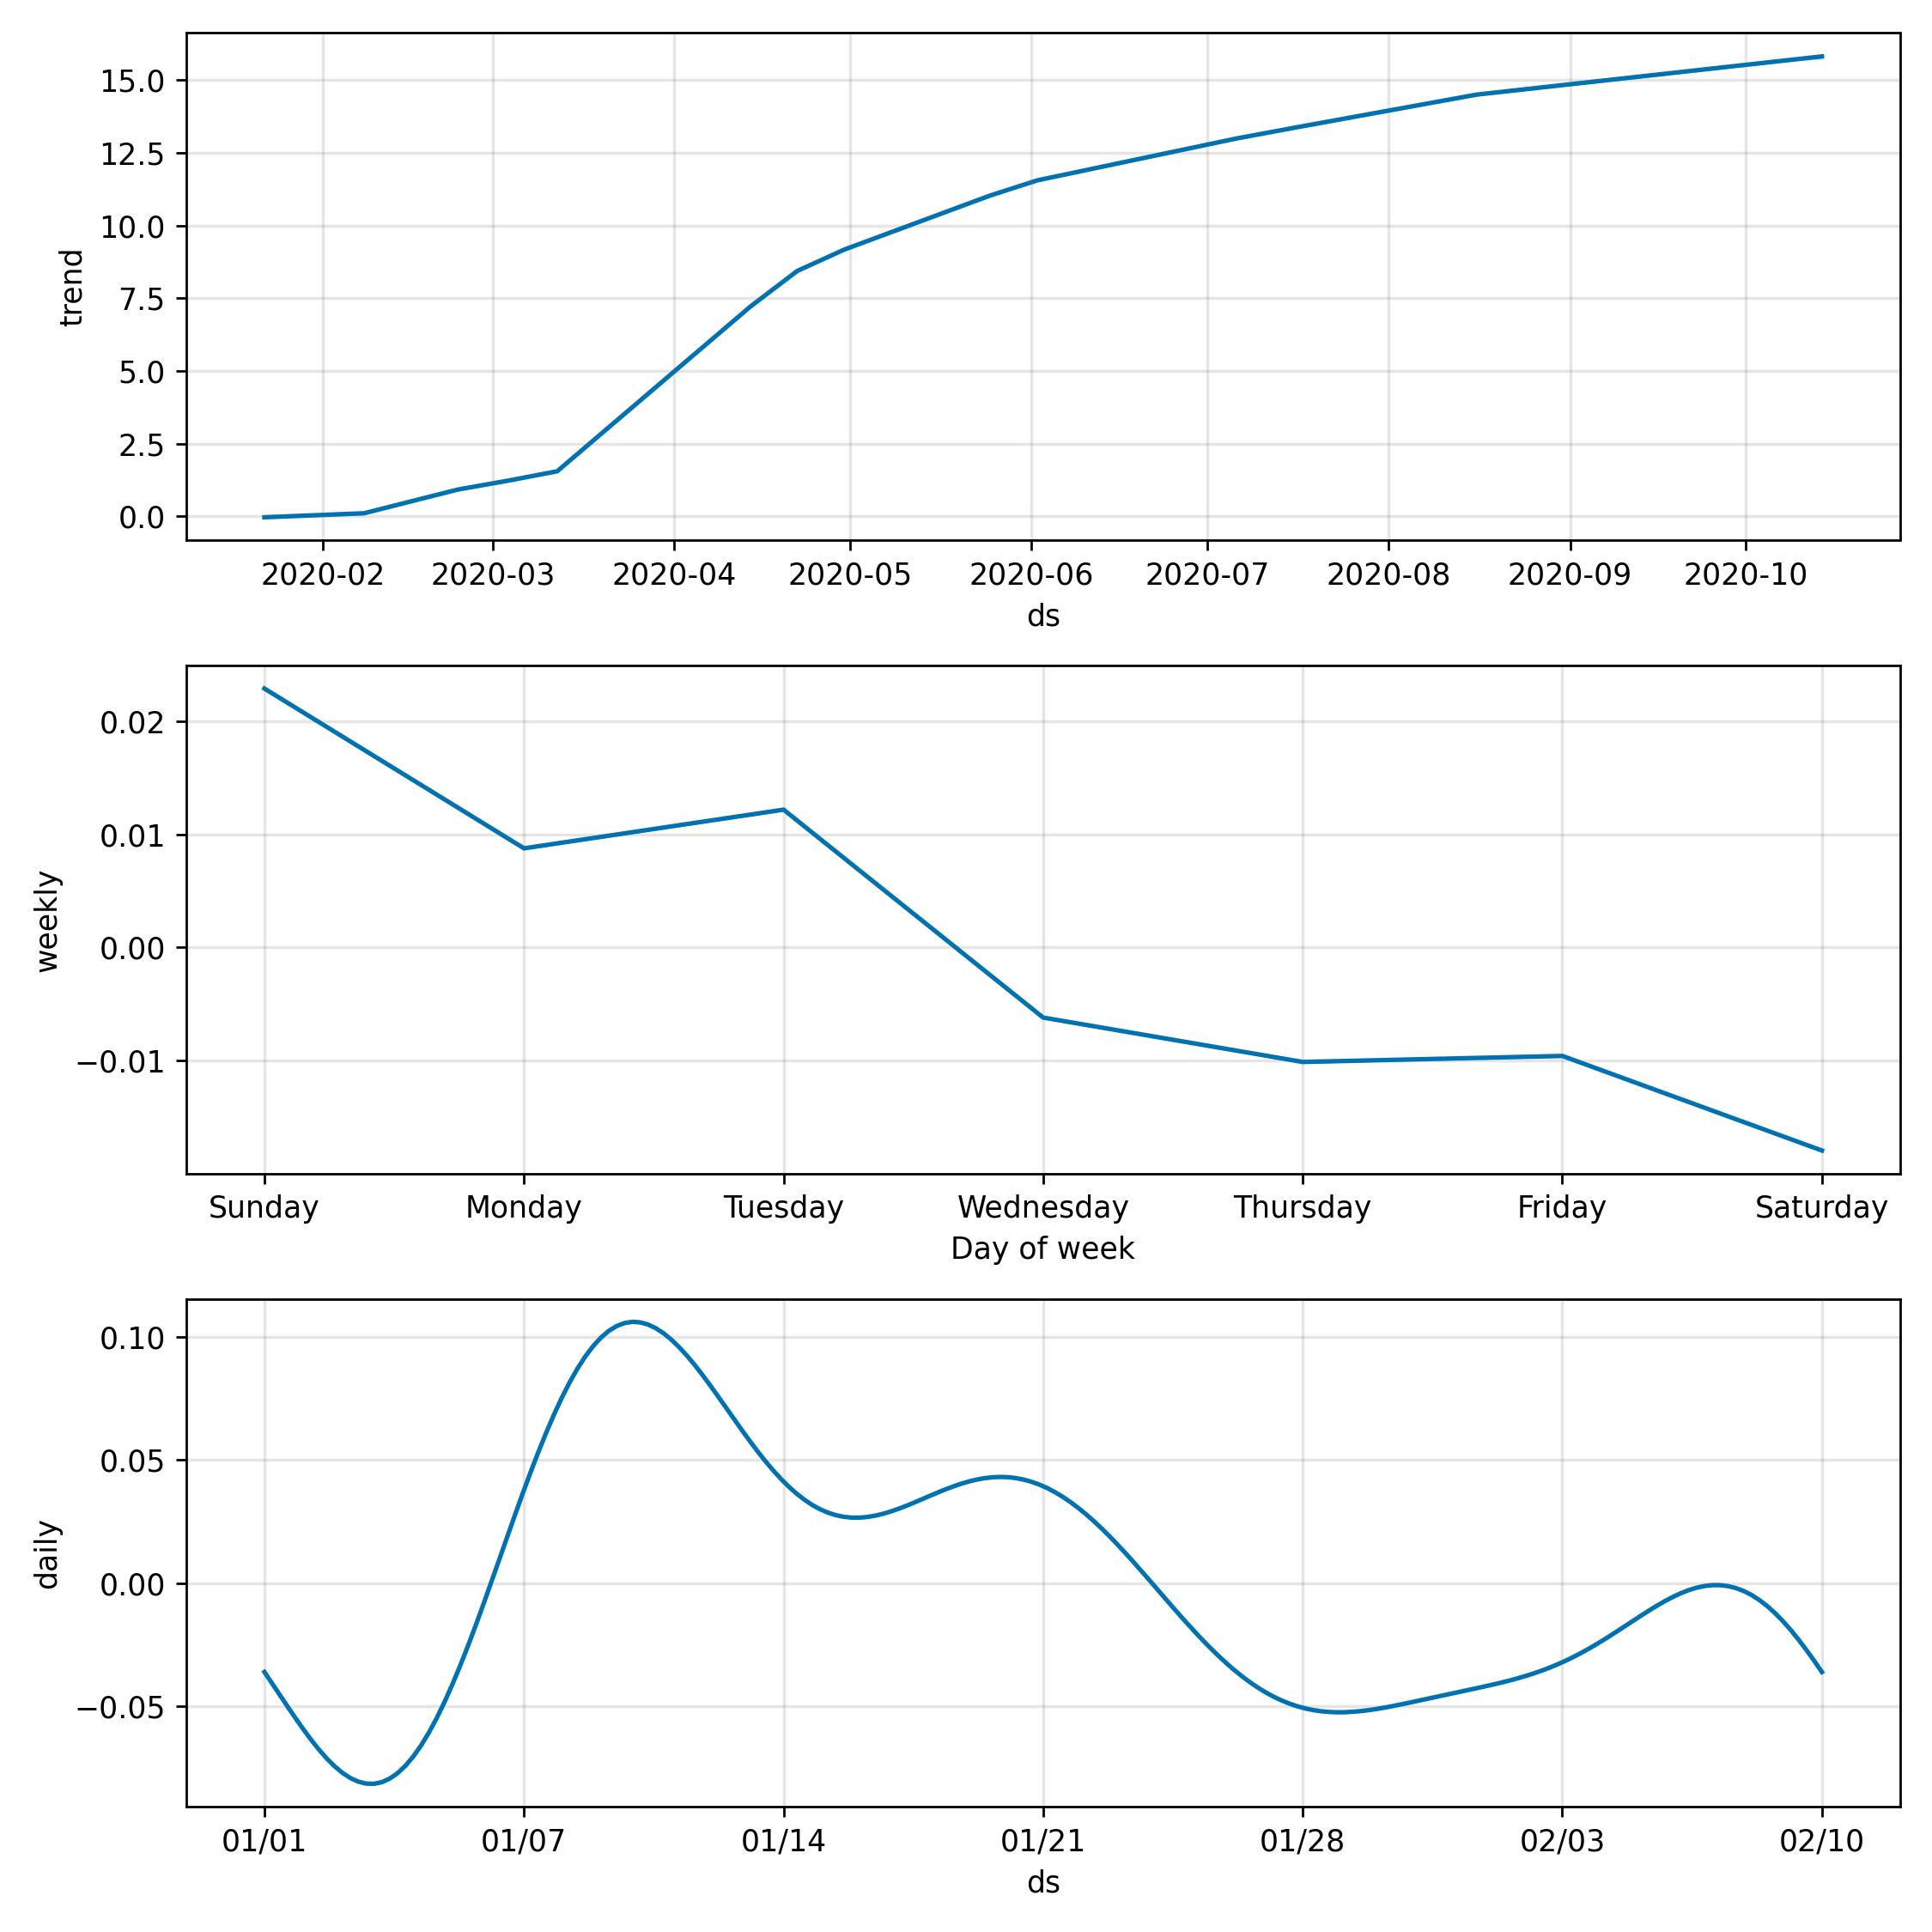 trend
15.0
12.5
10.0
7.5
5.0
2.5
0.0
2020-02 2020-03 2020-04 2020-05 2020-06 2020-07 2020-08 2020-09 2020-10
ds
weekly
0.02
0.01
0.00
−0.01
Sunday Monday Tuesday Wednesday Thursday Friday Saturday
Day of week
daily
0.10
0.05
0.00
−0.05
01/01 01/07 01/14 01/21 01/28 02/03 02/10
ds